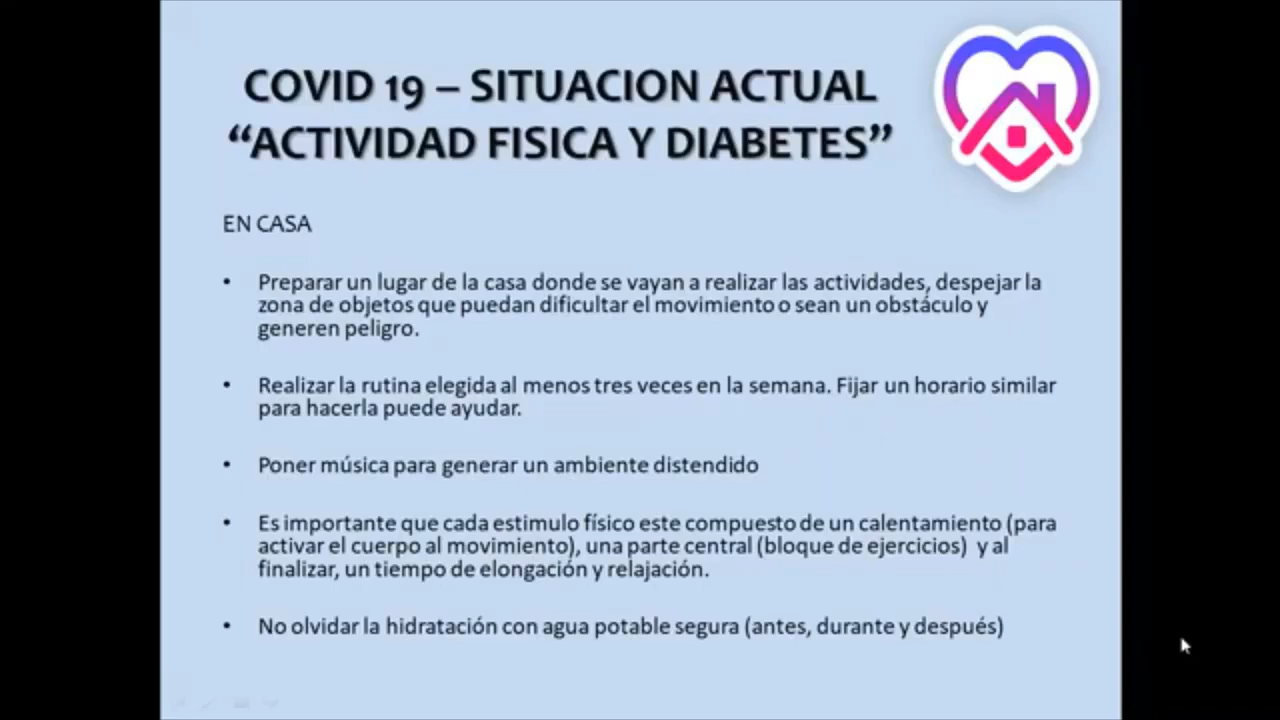 COVID 19 – SITUACION ACTUAL
“ACTIVIDAD FISICA Y DIABETES”
EN CASA
• Preparar un lugar de la casa donde se vayan a realizar las actividades, despejar la
zona de objetos que puedan dificultar el movimiento o sean un obstáculo y
generen peligro.
• Realizar la rutina elegida al menos tres veces en la semana. Fijar un horario similar
para hacerla puede ayudar.
• Poner música para generar un ambiente distendido
• Es importante que cada estimulo físico este compuesto de un calentamiento (para
activar el cuerpo al movimiento), una parte central (bloque de ejercicios) y al
finalizar, un tiempo de elongación y relajación.
• No olvidar la hidratación con agua potable segura (antes, durante y después)